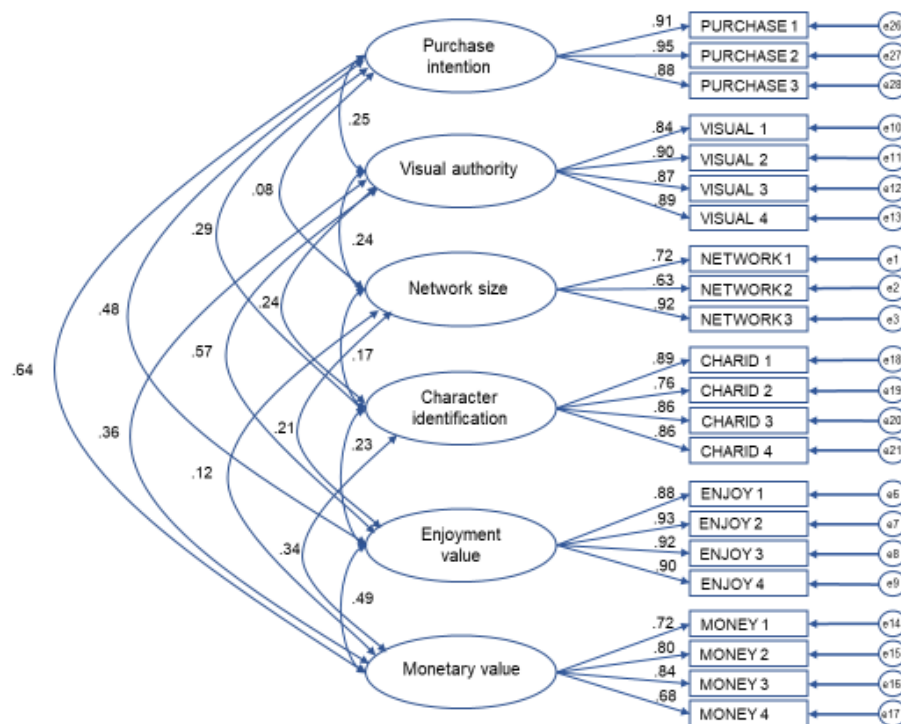 .91
PURCHASE 1
e26
Purchase
intention
.95
PURCHASE 2
e27
.88
PURCHASE 3
e28
.25
.84
VISUAL 1
e10
.90
VISUAL 2
e11
Visual authority
.87
VISUAL 3
e12
.08
.89
VISUAL 4
e13
.29
.24
.72
NETWORK 1
e1
Network size
.63
NETWORK 2
e2
.48
.24
.92
NETWORK 3
e3
.57
.17
.64
.89
CHARID 1
e18
Character
identification
.76
CHARID 2
e19
.36
.21
.23
.86
CHARID 3
e20
.12
.86
CHARID 4
e21
.88
ENJOY 1
e6
Enjoyment
value
.93
ENJOY 2
e7
.34
.92
ENJOY 3
e8
.49
.90
ENJOY 4
e9
.72
MONEY 1
e14
.80
MONEY 2
e15
Monetary value
.84
MONEY 3
e16
.68
MONEY 4
e17